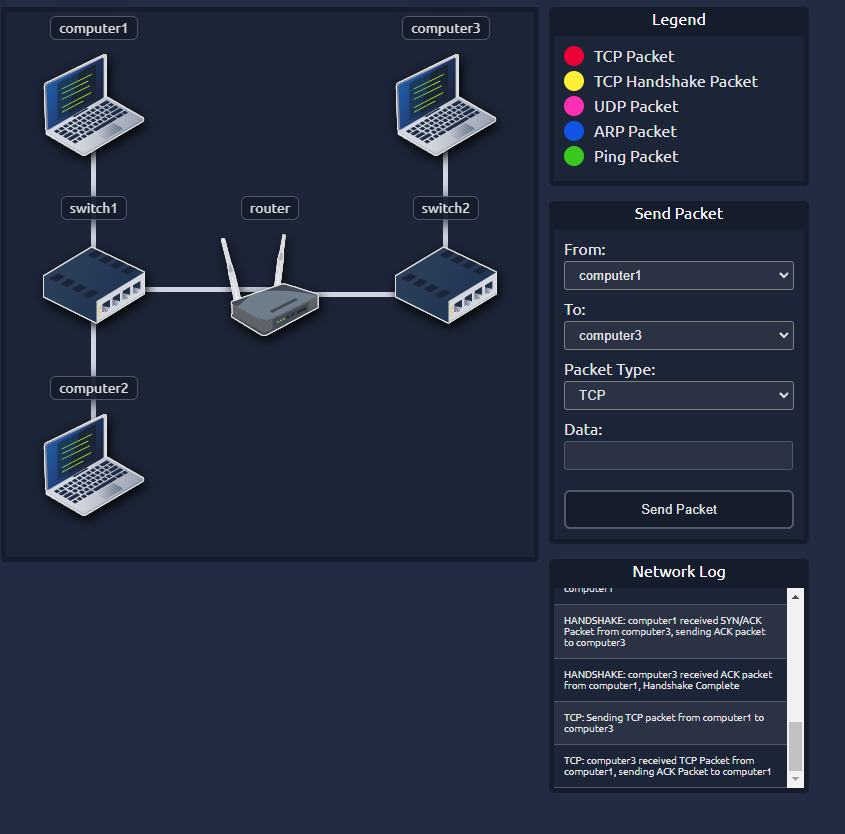 computer1
computer3
switch1
router
switch2
computer2
Legend
TCP Packet
TCP Handshake Packet
UDP Packet
ARP Packet
Ping Packet
Send Packet
From:
computer1
To:
computer3
Packet Type:
TCP
Data:
Send Packet
Network Log
computer1
HANDSHAKE: computer1 received SYN/ACK
Packet from computer3, sending ACK packet
to computer3
HANDSHAKE: computer3 received ACK packet
from computer1, Handshake Complete
TCP: Sending TCP packet from computer1 to
computer3
TCP: computer3 received TCP Packet from
computer1, sending ACK Packet to computer1